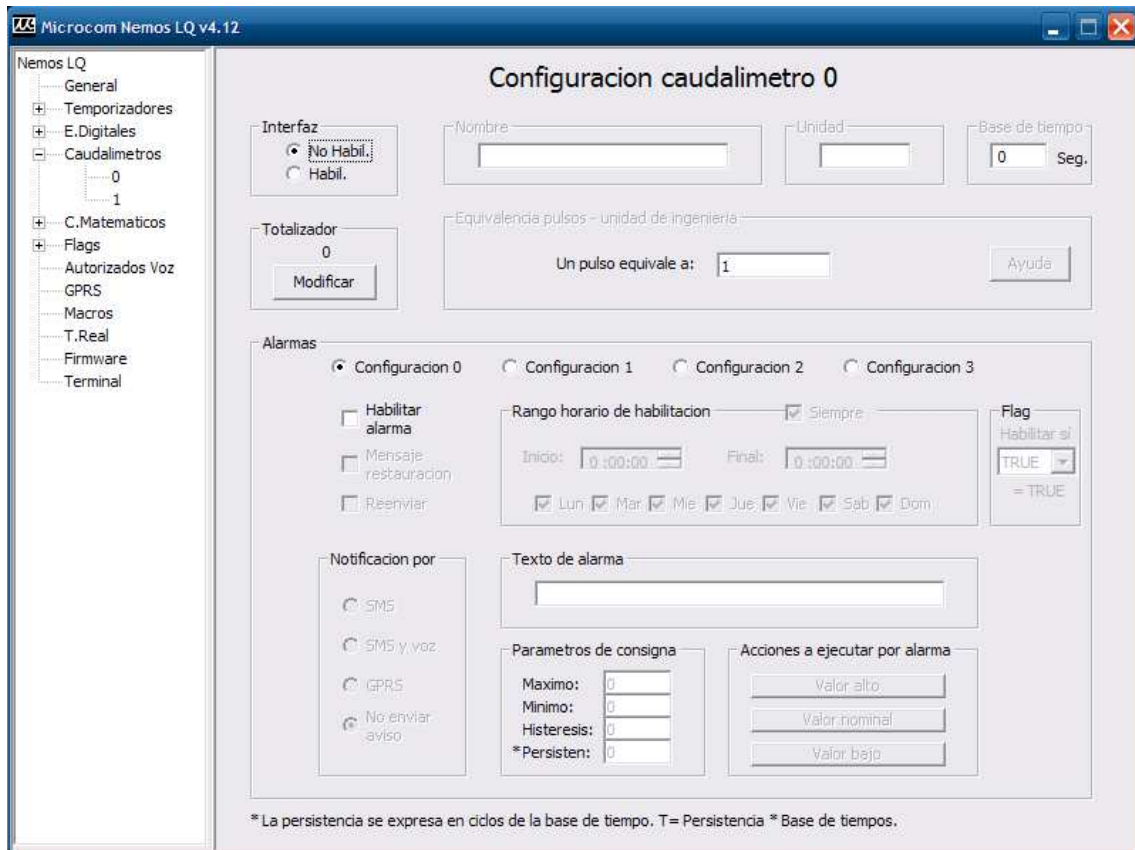 Microcom Nemos LQ v4.12
Nemos LQ
General
Temporizadores
E.Digitales
Caudalimetros
0
1
C.Matematicos
Flags
Autorizados Voz
GPRS
Macros
T.Real
Firmware
Terminal
Configuracion caudalimetro 0
Interfaz
No Habil.
Habil.
Nombre
Unidad
Base de tiempo
0 Seg.
Totalizador
0
Modificar
Equivalencia pulsos - unidad de ingenieria
Un pulso equivale a: 1
Ayuda
Alarmas
Configuracion 0 Configuracion 1 Configuracion 2 Configuracion 3
Habilitar
alarma
Mensaje
restauracion
Reenviar
Rango horario de habilitacion Siempre
Inicio: 0 :00:00 Final: 0 :00:00
Lun Mar Mie Jue Vie Sab Dom
Flag
Habilitar si
TRUE
= TRUE
Notificacion por
SMS
SMS y voz
GPRS
No enviar
aviso
Texto de alarma
Parametros de consigna
Maximo: 0
Minimo: 0
Histeresis: 0
*Persisten: 0
Acciones a ejecutar por alarma
Valor alto
Valor nominal
Valor bajo
* La persistencia se expresa en ciclos de la base de tiempo. T= Persistencia * Base de tiempos.